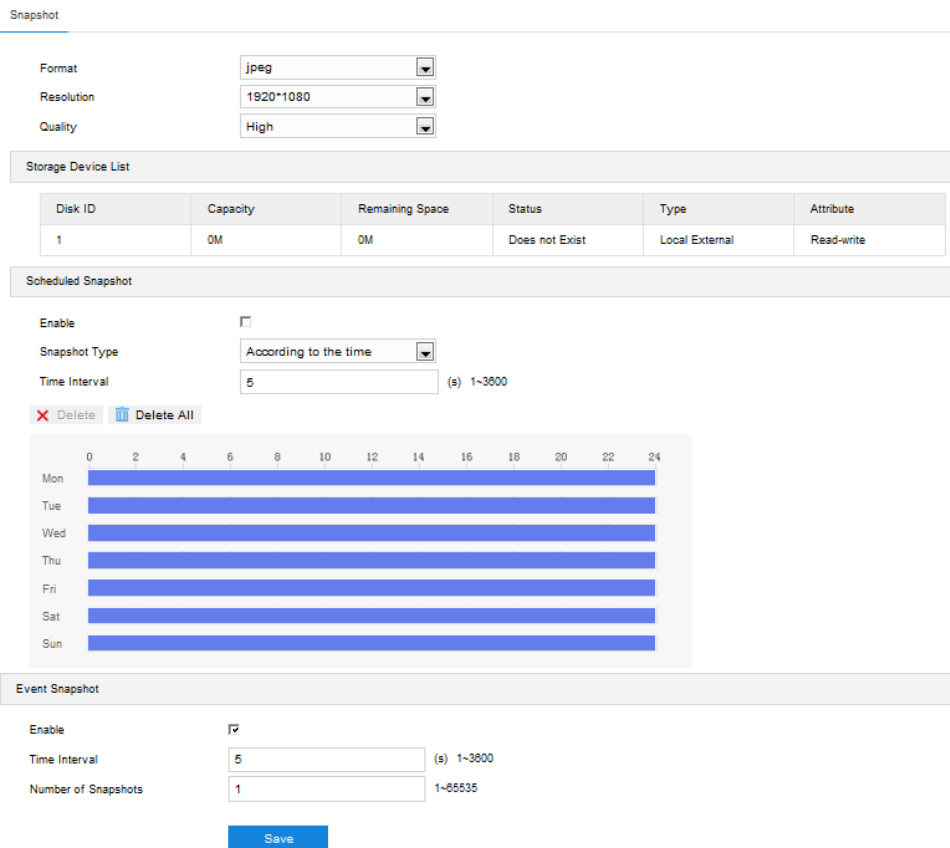 Snapshot
Format jpeg
Resolution 1920*1080
Quality High
Storage Device List
Disk ID Capacity Remaining Space Status Type Attribute
1 0M 0M Does not Exist Local External Read-write
Scheduled Snapshot
Enable
Snapshot Type According to the time
Time Interval 5 (s) 1~3600
Delete Delete All
0 2 4 6 8 10 12 14 16 18 20 22 24
Mon
Tue
Wed
Thu
Fri
Sat
Sun
Event Snapshot
Enable
Time Interval 5 (s) 1~3600
Number of Snapshots 1 1~65535
Save